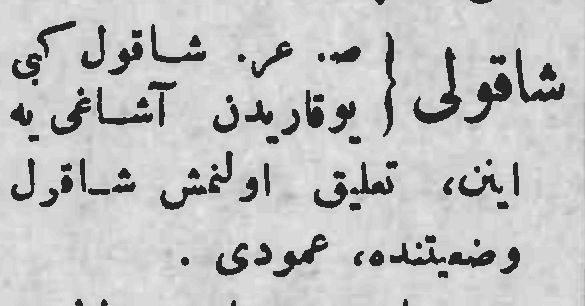 شاقولی { ص. عر. شاقول کبی
یوقاریدن آشاغی یه
اینن، تعلیق اولنمش شاقول
وضعیتنده، عمودی .